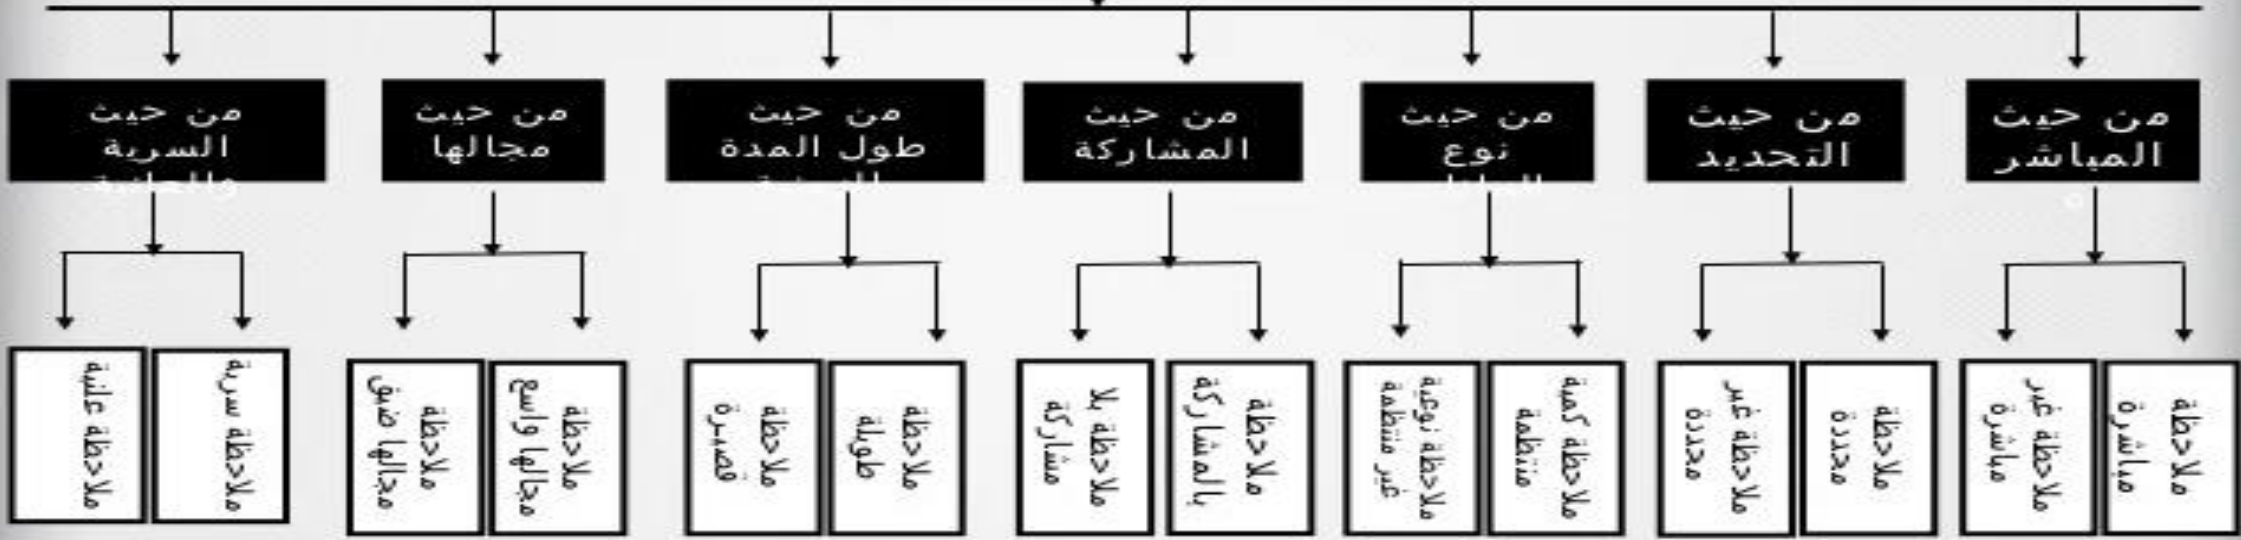 من حيث
المباشر
ة
من حيث
التحديد
من حيث
نوع
من حيث
المشاركة
من حيث
طول المدة
من حيث
مجالها
من حيث
السرية
والعلنية
ملاحظة
مباشرة
ملاحظة غير
مباشرة
ملاحظة
محددة
ملاحظة غير
محددة
ملاحظة كمية
منتظمة
ملاحظة نوعية
غير منتظمة
ملاحظة
بالمشاركة
ملاحظة بلا
مشاركة
ملاحظة
طويلة
ملاحظة
قصيرة
ملاحظة
مجالها واسع
ملاحظة
مجالها ضيق
ملاحظة سرية
ملاحظة علنية